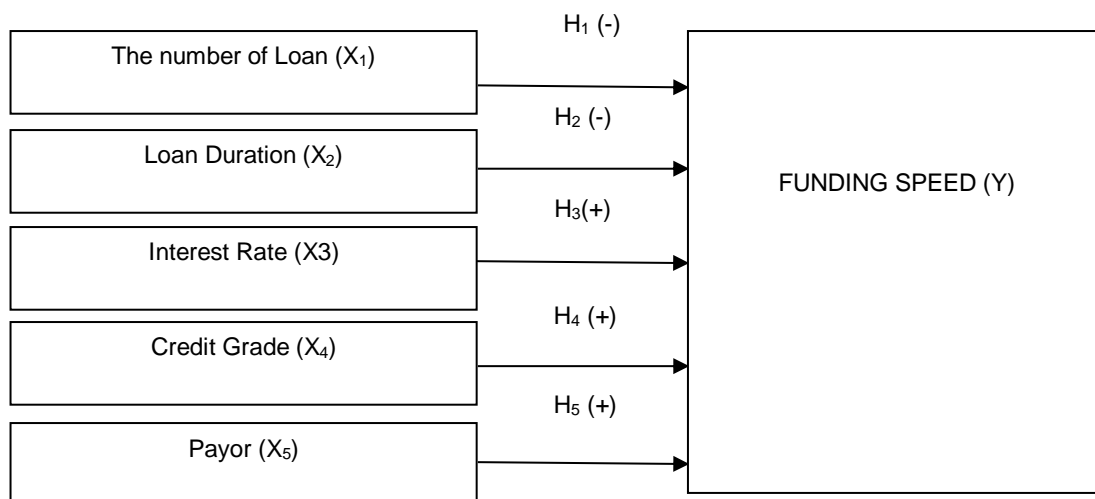 H₁ (-)
The number of Loan (X₁)
H₂ (-)
Loan Duration (X₂)
FUNDING SPEED (Y)
H₃(+)
Interest Rate (X3)
H₄ (+)
Credit Grade (X₄)
H₅ (+)
Payor (X₅)